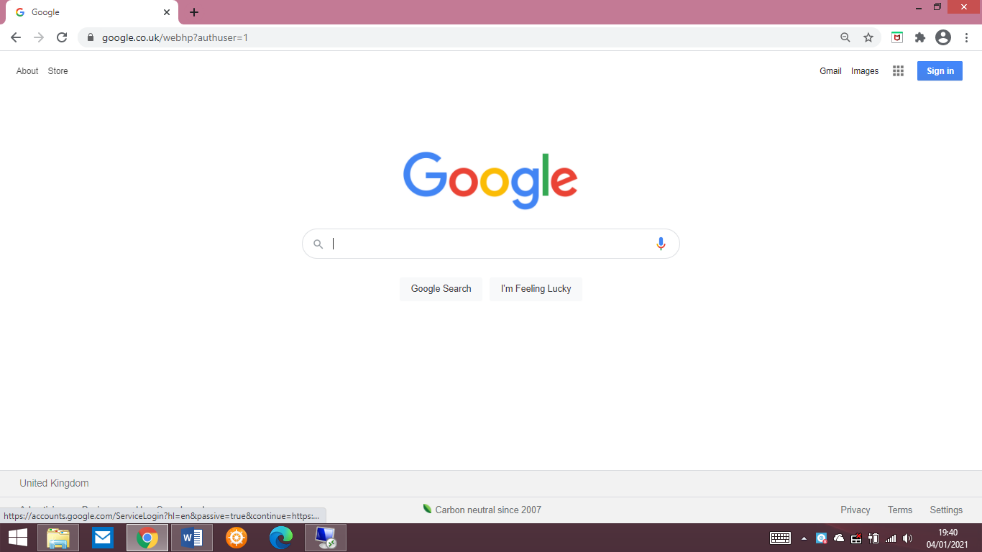 Google
google.co.uk/webhp?authuser=1
About Store
Gmail Images Sign in
Google
Google Search I'm Feeling Lucky
United Kingdom
Carbon neutral since 2007 Privacy Terms Settings
https://accounts.google.com/ServiceLogin?hl=en&passive=true&continue=https:...
19:40
04/01/2021